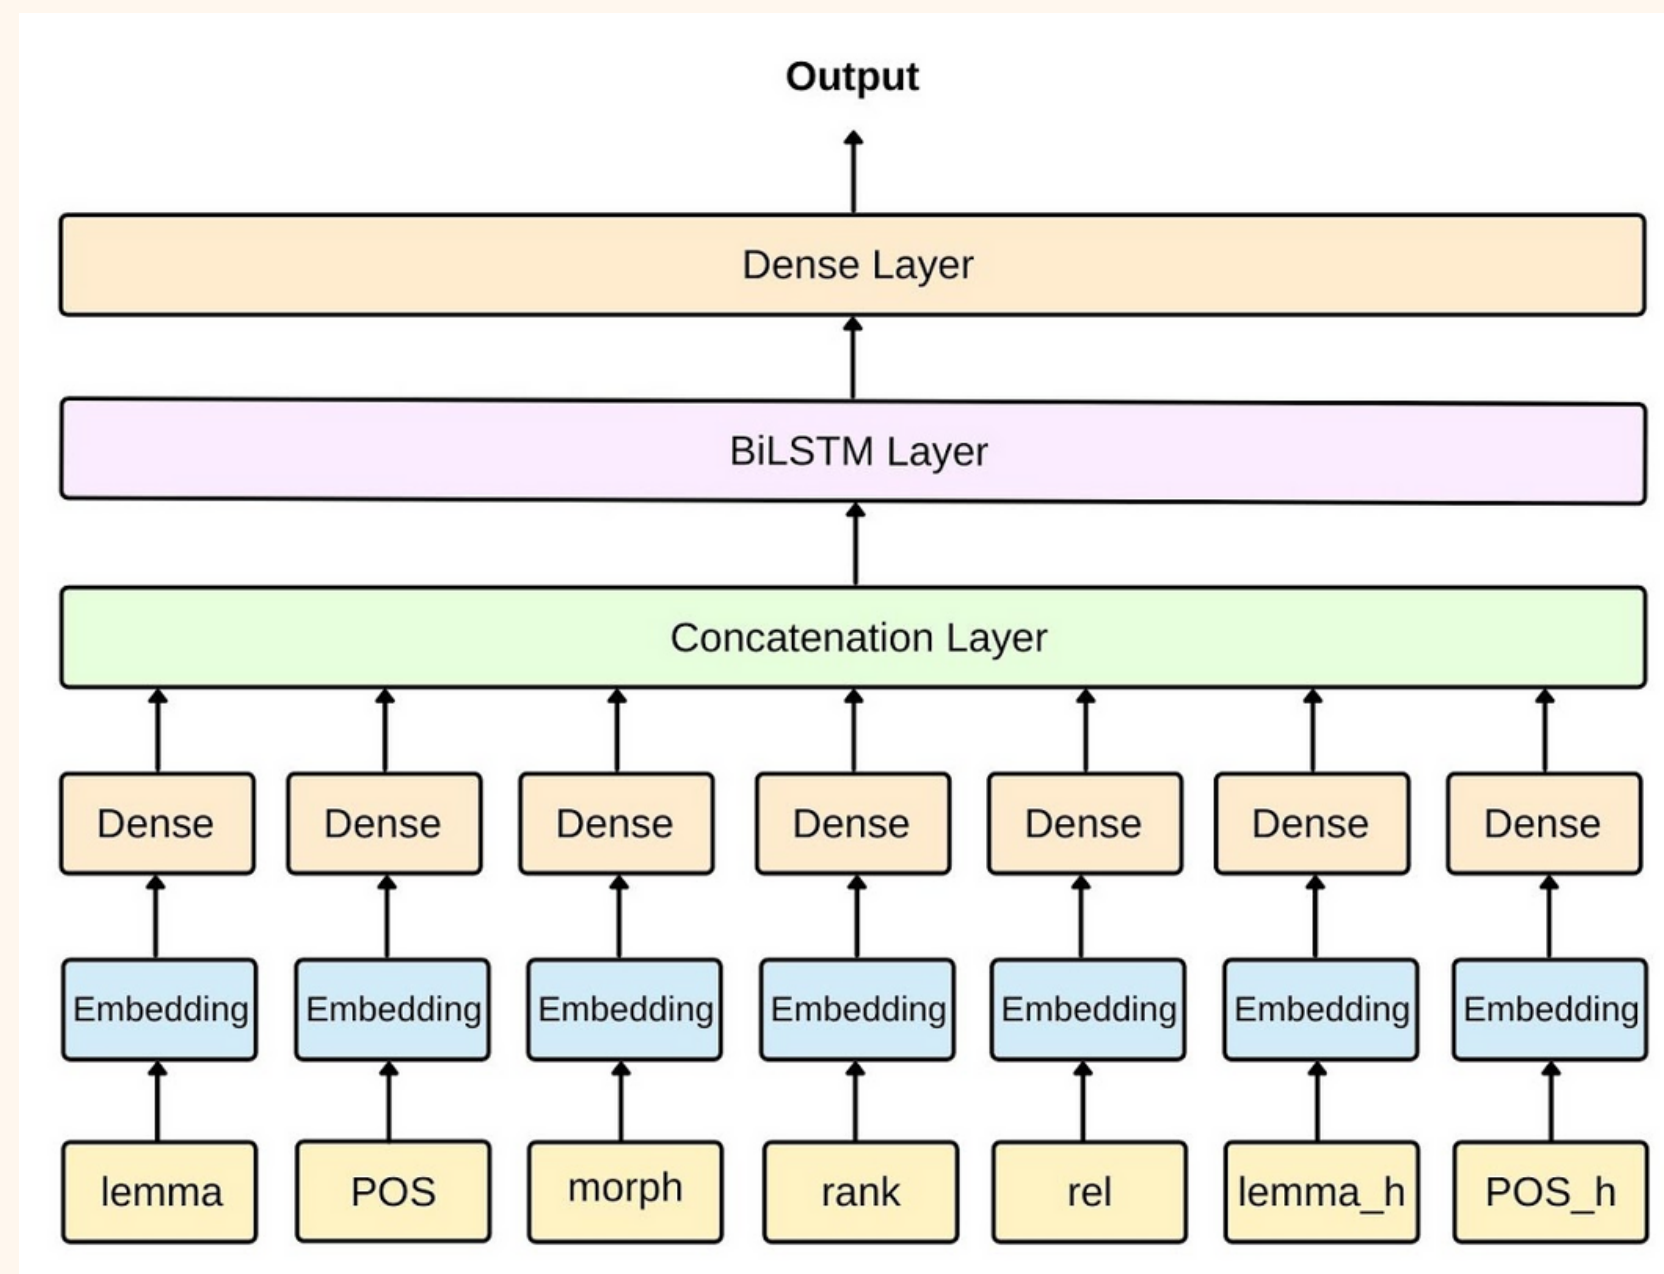 Output
Dense Layer
BiLSTM Layer
Concatenation Layer
Dense Dense Dense Dense Dense Dense Dense
Embedding Embedding Embedding Embedding Embedding Embedding Embedding
lemma POS morph rank rel lemma_h POS_h